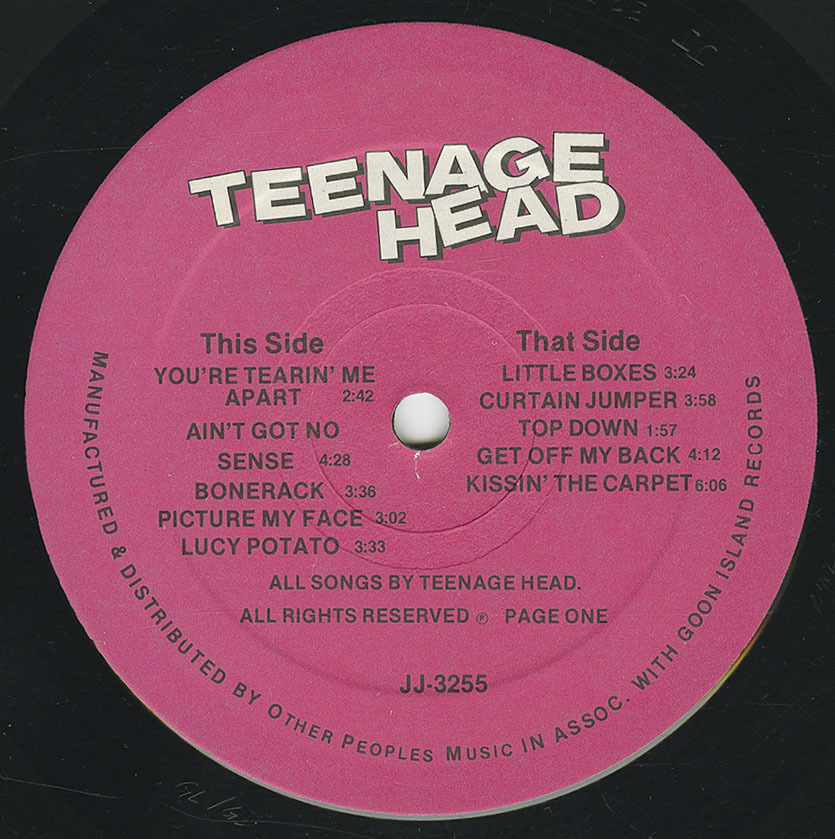 TEENAGE
HEAD
This Side
YOU'RE TEARIN' ME
APART 2:42
AIN'T GOT NO
SENSE 4:28
BONERACK 3:36
PICTURE MY FACE 3:02
LUCY POTATO 3:33
That Side
LITTLE BOXES 3:24
CURTAIN JUMPER 3:58
TOP DOWN 1:57
GET OFF MY BACK 4:12
KISSIN' THE CARPET 6:06
ALL SONGS BY TEENAGE HEAD.
ALL RIGHTS RESERVED ℗ PAGE ONE
JJ-3255
MANUFACTURED & DISTRIBUTED BY OTHER PEOPLES MUSIC IN ASSOC. WITH GOON ISLAND RECORDS